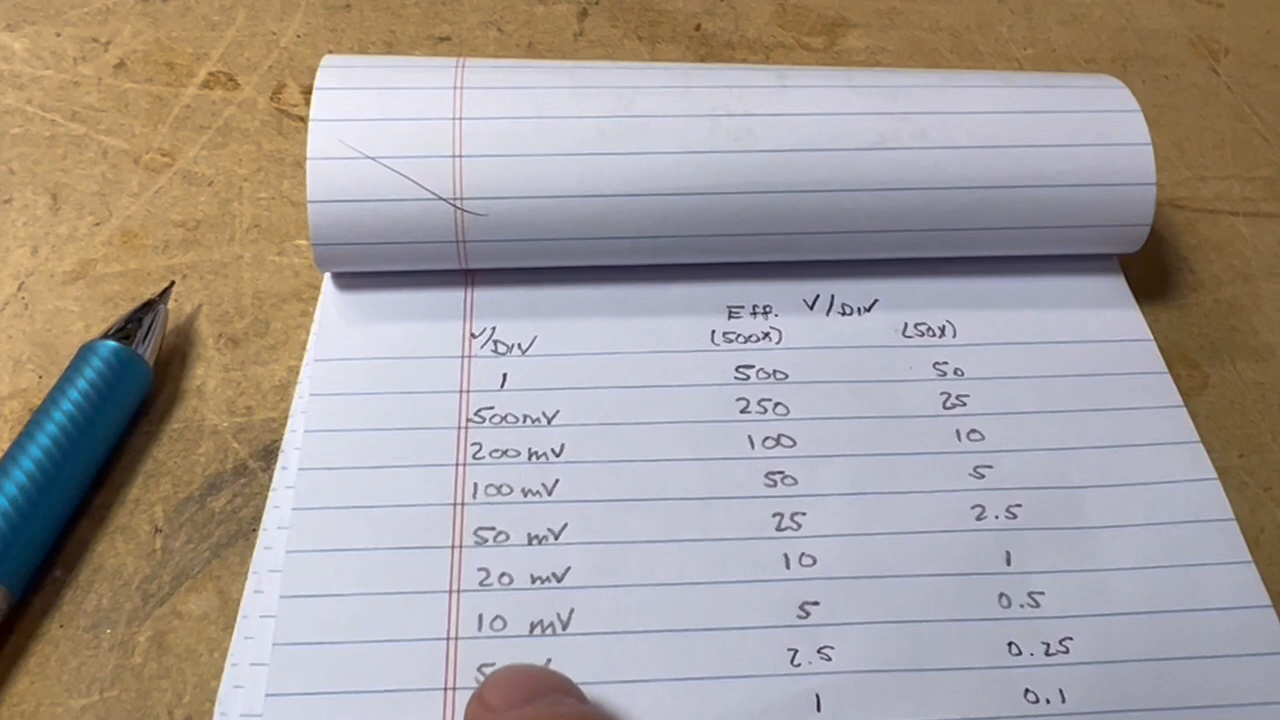 Eff. V/DIV
V/DIV (500x) (50x)
1 500 50
500mV 250 25
200mV 100 10
100mV 50 5
50 mV 25 2.5
20 mV 10 1
10 mV 5 0.5
2.5 0.25
1 0.1